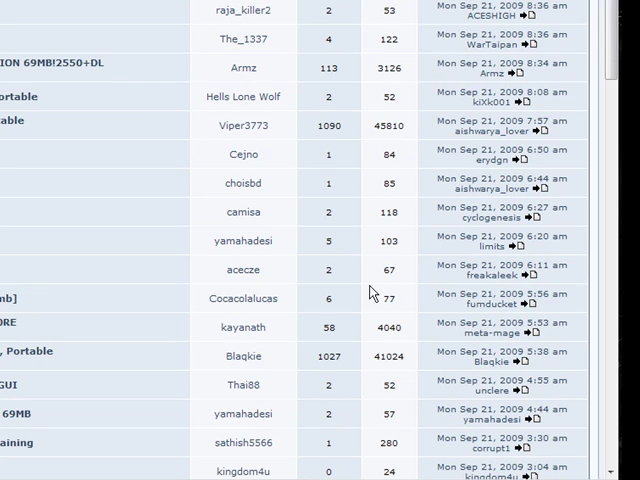 raja_killer2 2 53 Mon Sep 21, 2009 8:36 am
ACESHIGH
The_1337 4 122 Mon Sep 21, 2009 8:36 am
WarTaipan
ION 69MB!2550+DL
Armz 113 3126 Mon Sep 21, 2009 8:34 am
Armz
ortable Hells Lone Wolf 2 52 Mon Sep 21, 2009 8:08 am
kiXk001
table
Viper3773 1090 45810 Mon Sep 21, 2009 7:57 am
aishwarya_lover
Cejno 1 84 Mon Sep 21, 2009 6:50 am
erydgn
choisbd 1 85 Mon Sep 21, 2009 6:44 am
aishwarya_lover
camisa 2 118 Mon Sep 21, 2009 6:27 am
cyclogenesis
yamahadesi 5 103 Mon Sep 21, 2009 6:20 am
limits
acecze 2 67 Mon Sep 21, 2009 6:11 am
freakaleek
mb] Cocacolalucas 6 77 Mon Sep 21, 2009 5:56 am
fumducket
ORE
kayanath 58 4040 Mon Sep 21, 2009 5:53 am
meta-mage
, Portable
Blaqkie 1027 41024 Mon Sep 21, 2009 5:38 am
Blaqkie
GUI Thai88 2 52 Mon Sep 21, 2009 4:55 am
unclere
69MB yamahadesi 2 57 Mon Sep 21, 2009 4:44 am
yamahadesi
aining sathish5566 1 280 Mon Sep 21, 2009 3:30 am
corrupt1
kingdom4u 0 24 Mon Sep 21, 2009 3:04 am
kingdom4u